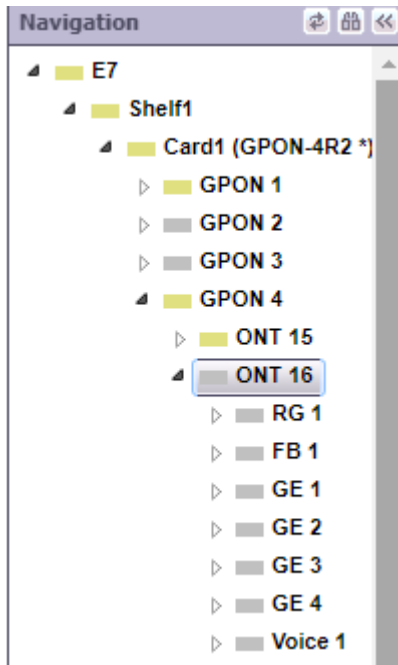 Navigation
E7
Shelf1
Card1 (GPON-4R2 *)
GPON 1
GPON 2
GPON 3
GPON 4
ONT 15
ONT 16
RG 1
FB 1
GE 1
GE 2
GE 3
GE 4
Voice 1